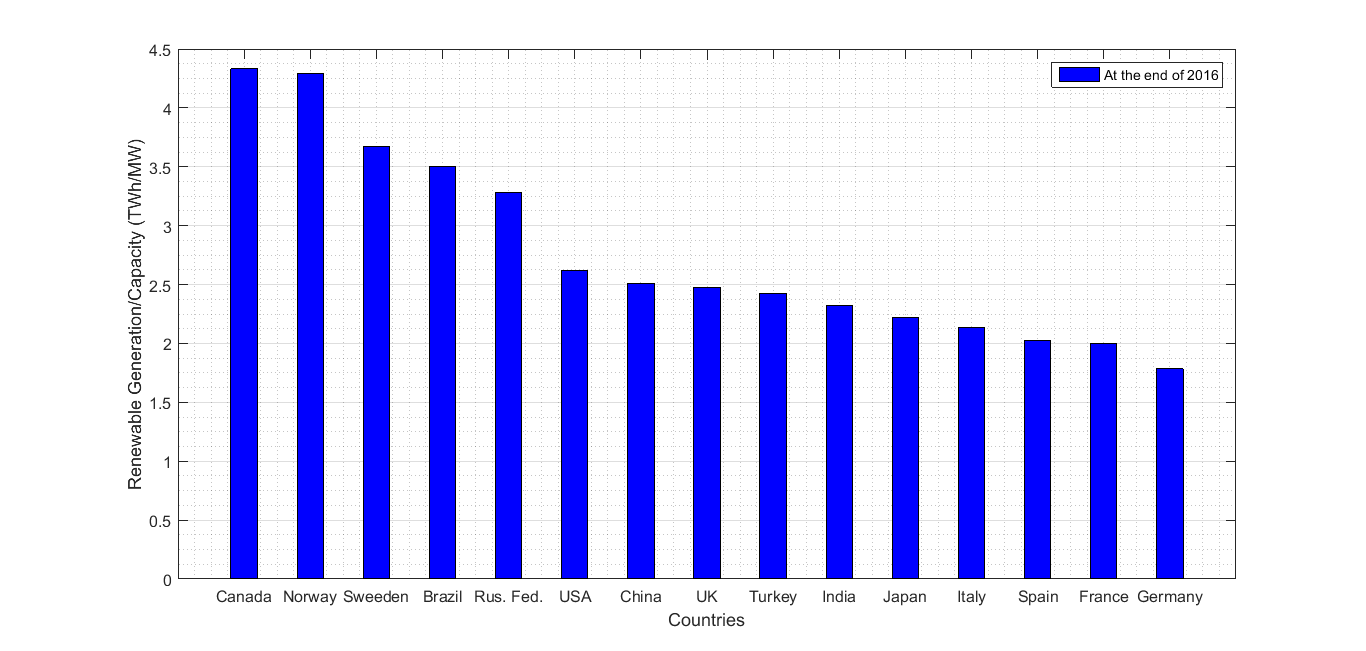 4.5
4
3.5
3
2.5
2
1.5
1
0.5
0
Renewable Generation/Capacity (TWh/MW)
At the end of 2016
Canada Norway Sweeden Brazil Rus. Fed. USA China UK Turkey India Japan Italy Spain France Germany
Countries